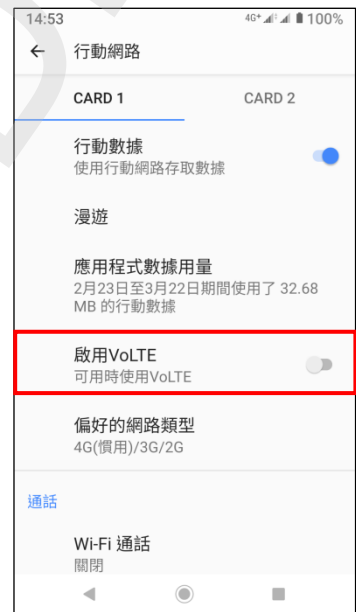 14:53 4G+ 100%
行動網路
CARD 1 CARD 2
行動數據
使用行動網路存取數據
漫遊
應用程式數據用量
2月23日至3月22日期間使用了 32.68
MB 的行動數據
啟用VoLTE
可用時使用VoLTE
偏好的網路類型
4G(慣用)/3G/2G
通話
Wi-Fi 通話
關閉